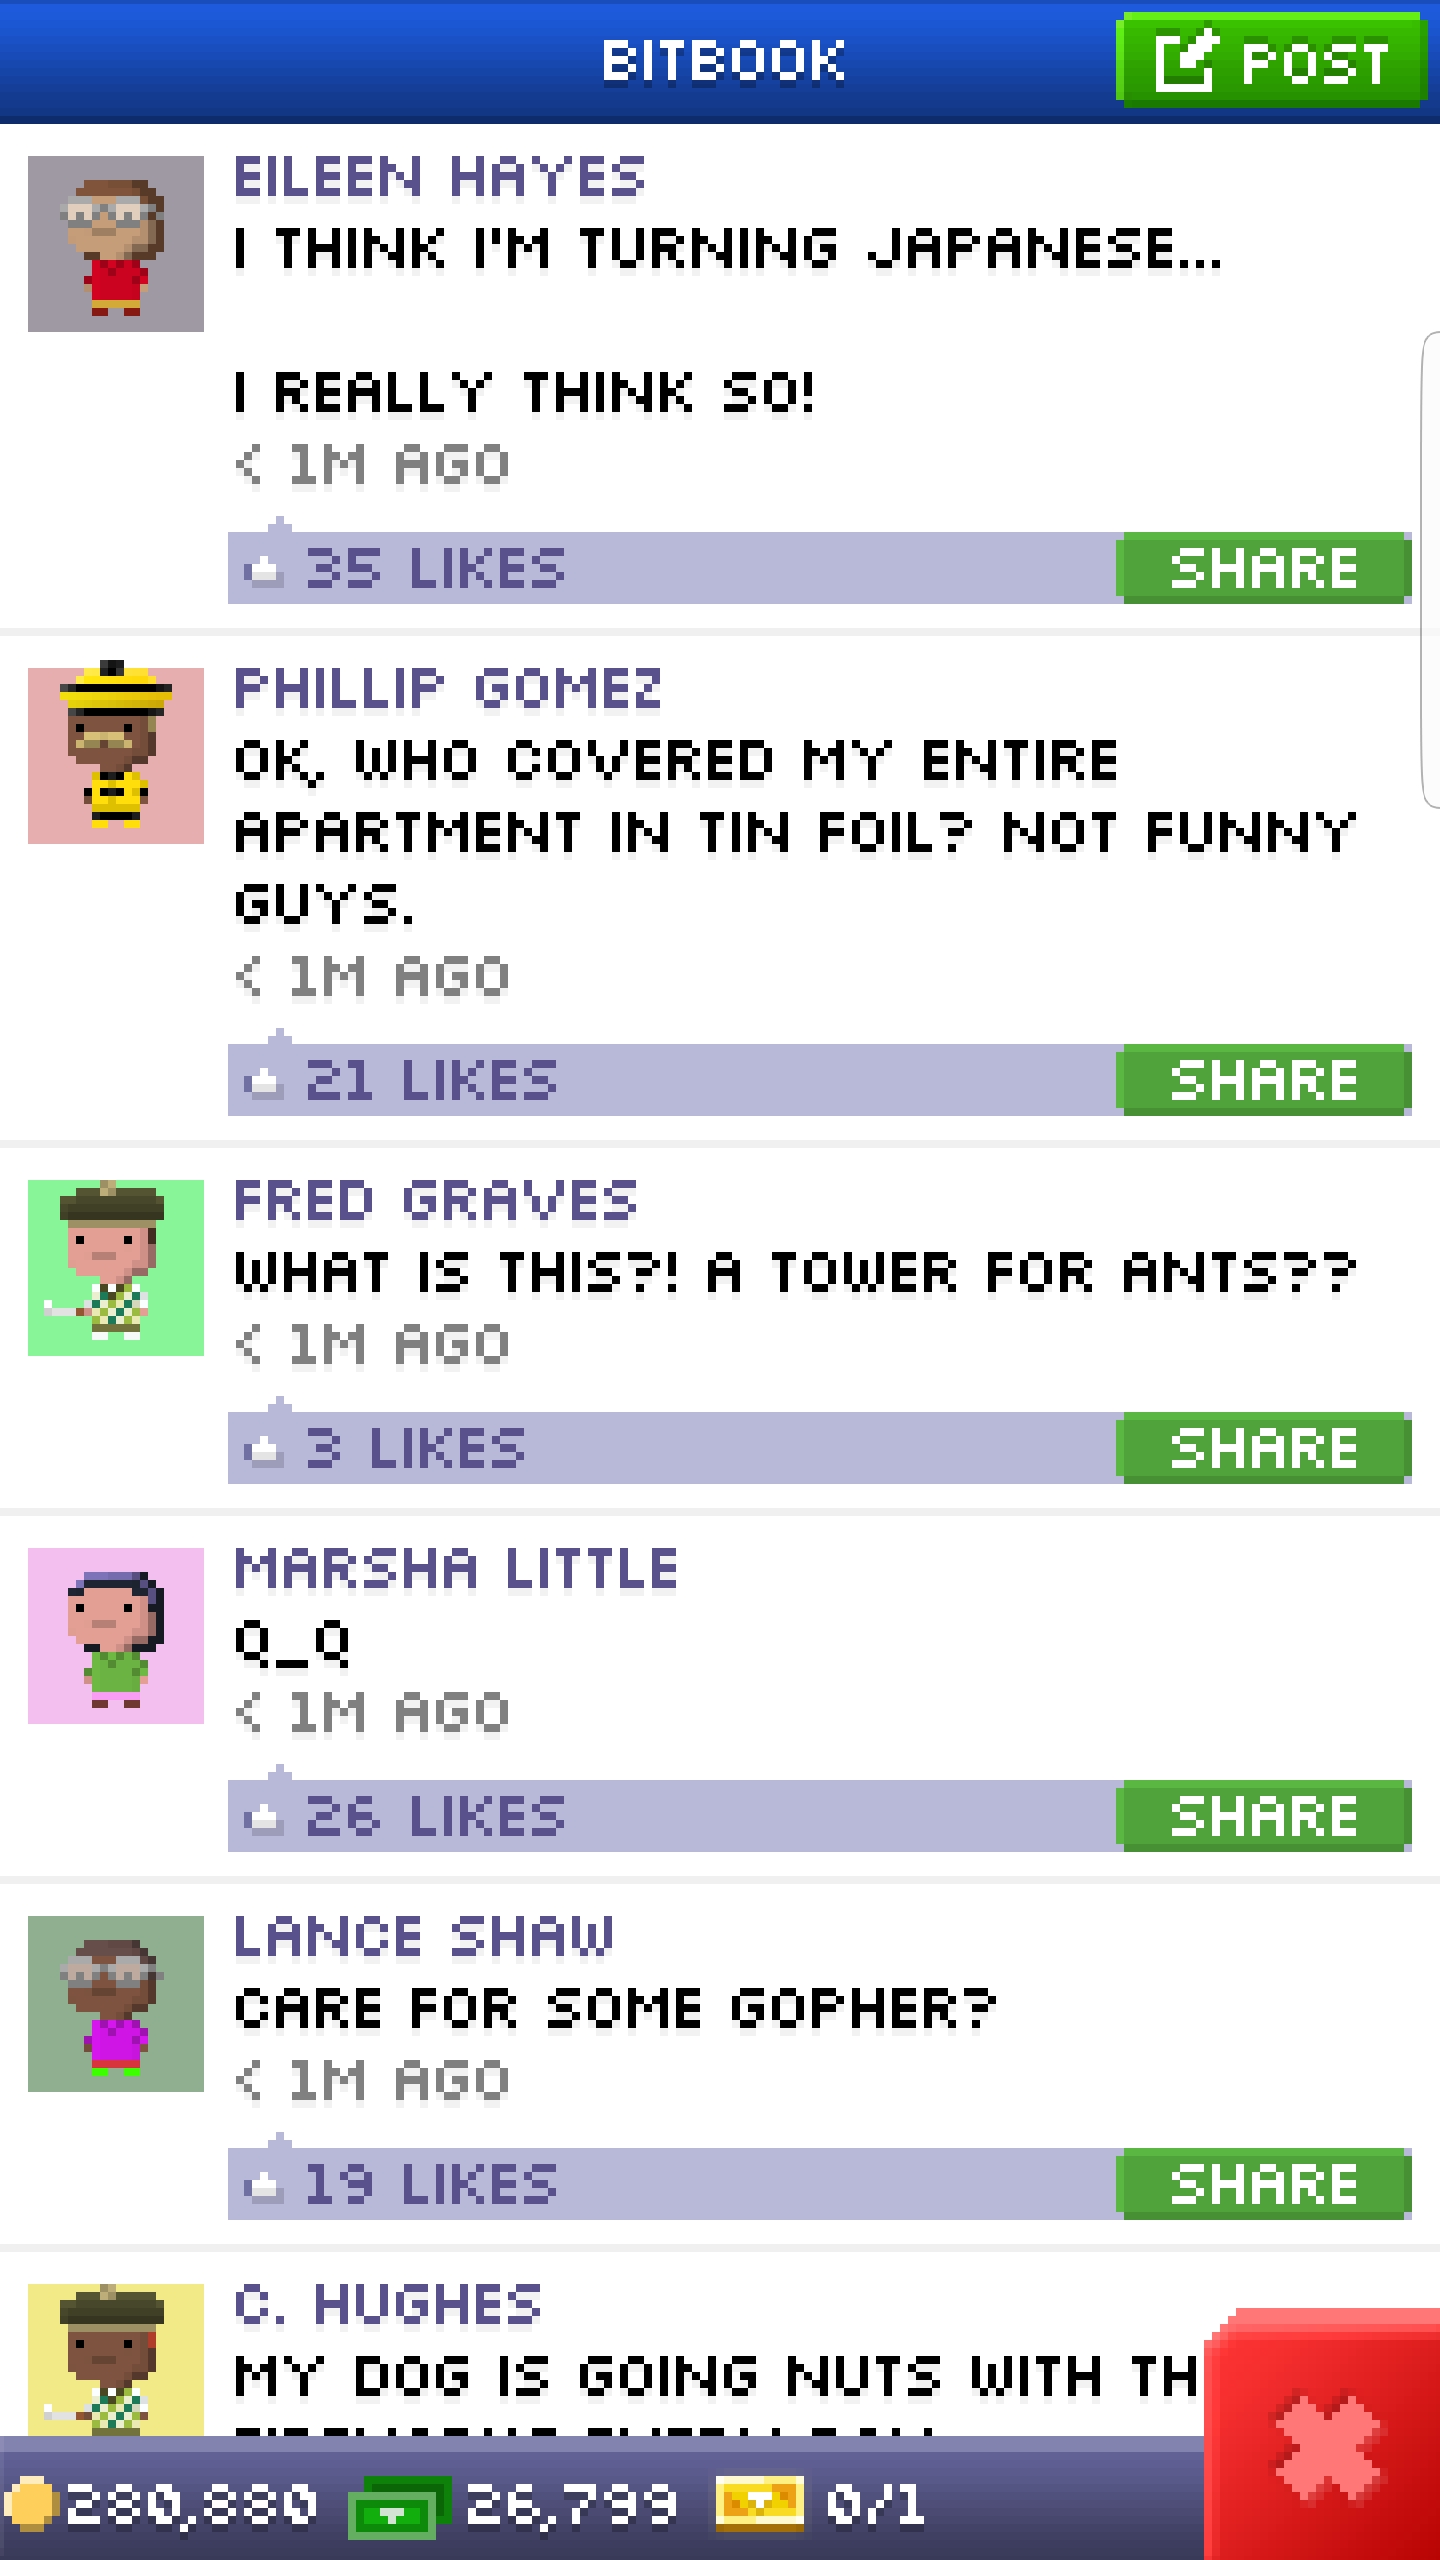 BITBOOK
POST
EILEEN HAYES
I THINK I'M TURNING JAPANESE...
I REALLY THINK SO!
< 1M AGO
35 LIKES
SHARE
PHILLIP GOMEZ
OK, WHO COVERED MY ENTIRE
APARTMENT IN TIN FOIL? NOT FUNNY
GUYS.
< 1M AGO
21 LIKES
SHARE
FRED GRAVES
WHAT IS THIS?! A TOWER FOR ANTS??
< 1M AGO
3 LIKES
SHARE
MARSHA LITTLE
Q_Q
< 1M AGO
26 LIKES
SHARE
LANCE SHAW
CARE FOR SOME GOPHER?
< 1M AGO
19 LIKES
SHARE
C. HUGHES
MY DOG IS GOING NUTS WITH TH
280,880
26,799
0/1